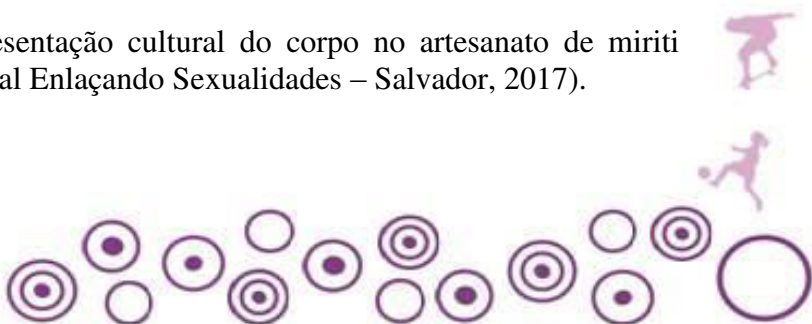 esentação cultural do corpo no artesanato de miriti
al Enlaçando Sexualidades – Salvador, 2017).